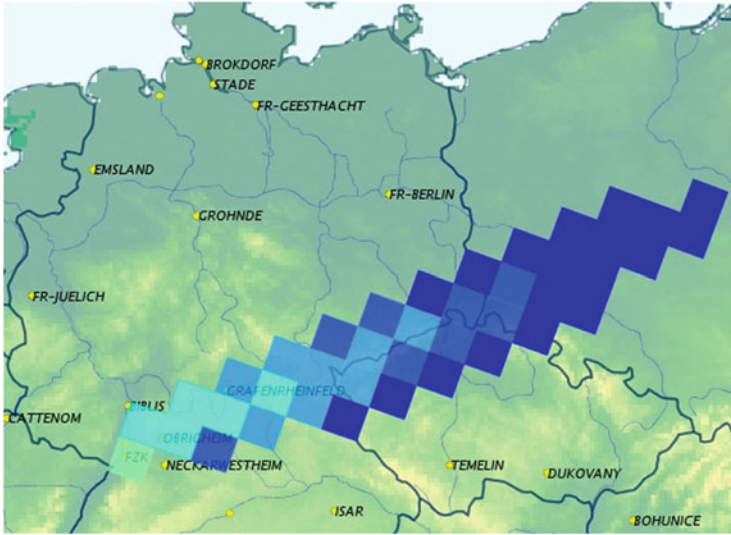 BROKDORF
STADE
FR-GEESTHACHT
EMSLAND
FR-BERLIN
GROHNDE
FR-JUELICH
GRAFENRHEINFELD
BIBLIS
CATTENOM
OBRIGHEIM
FZK
NECKARWESTHEIM
TEMELIN
DUKOVANY
ISAR
BOHUNICE